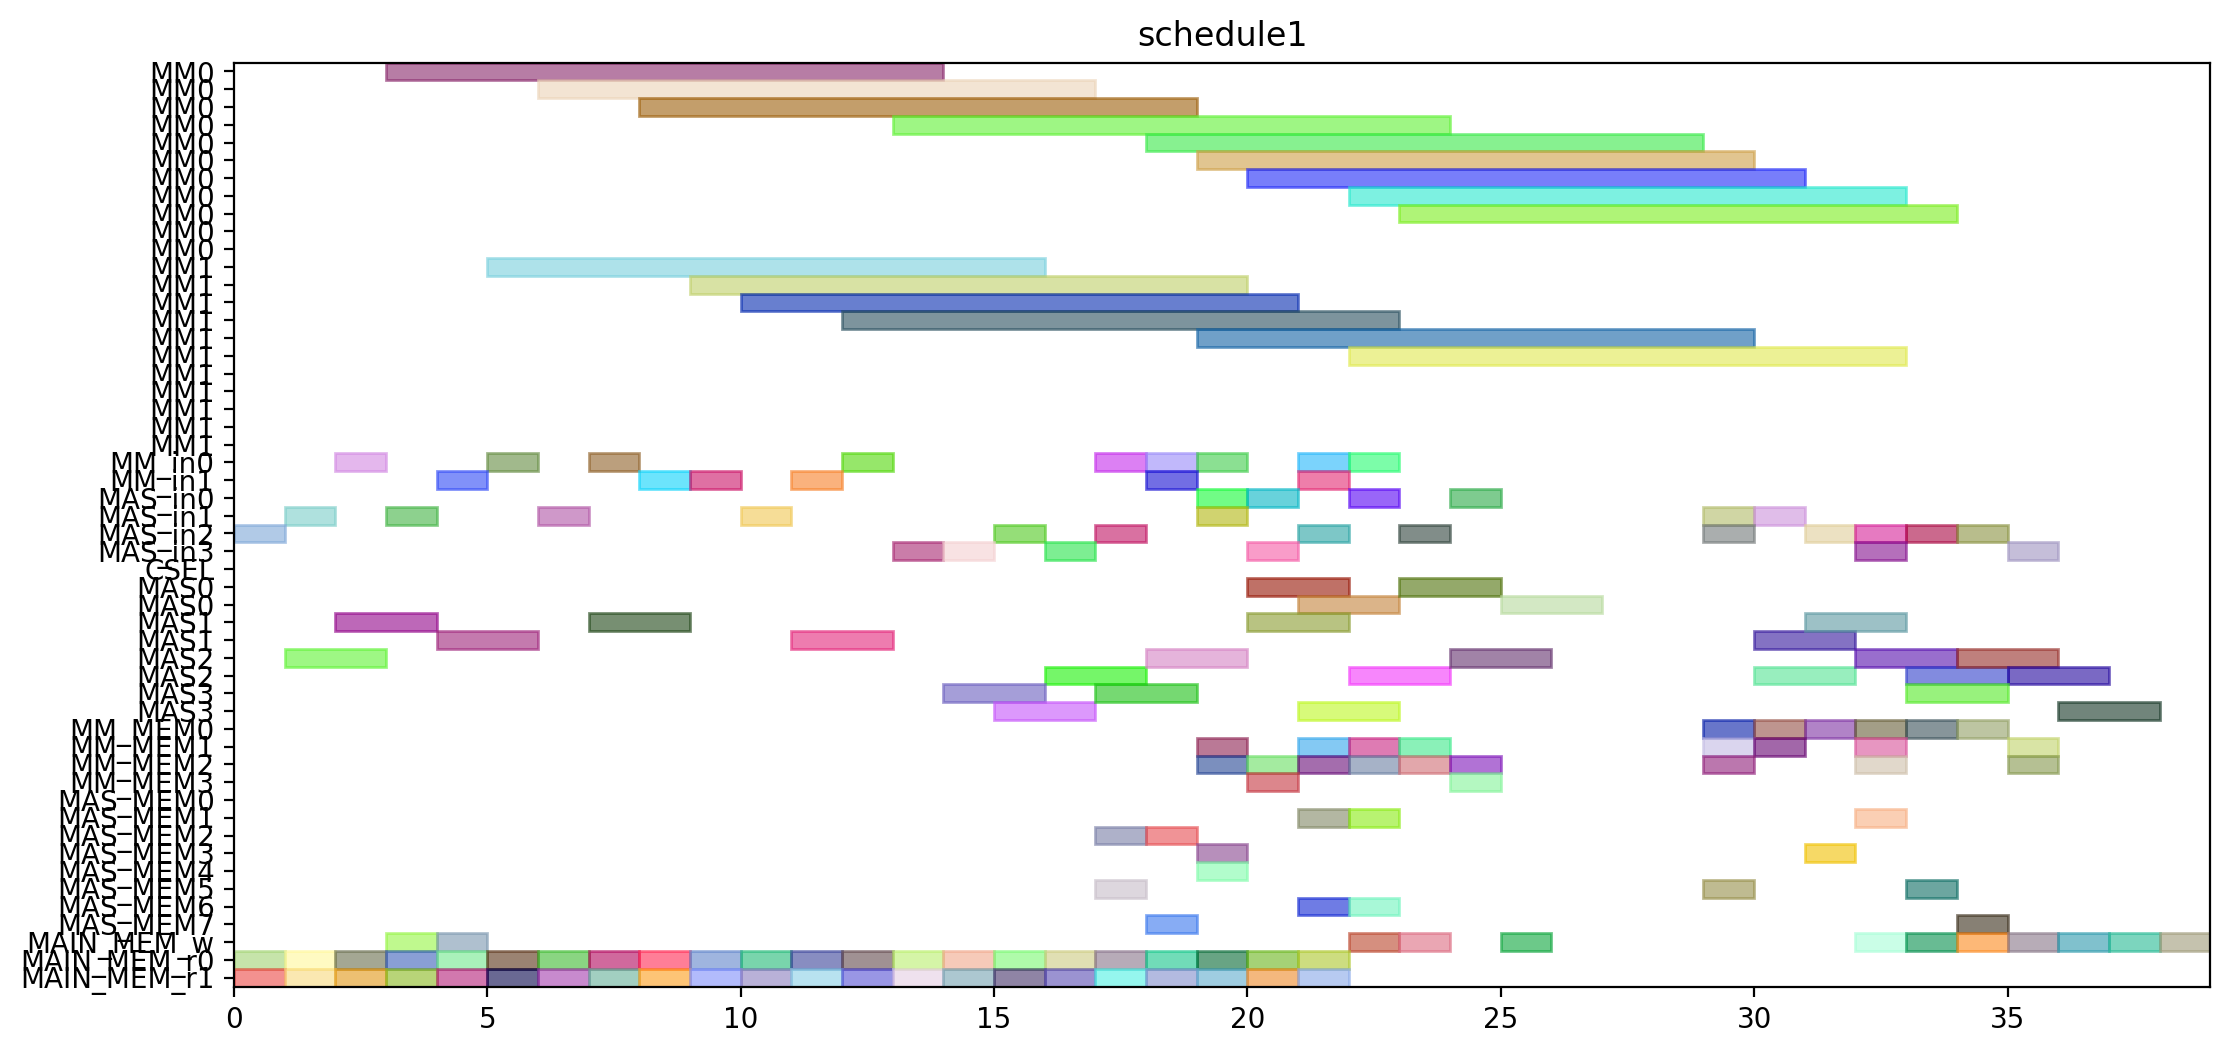 schedule1
MM0
MM0
MM0
MM0
MM0
MM0
MM0
MM0
MM0
MM0
MM0
MM1
MM1
MM1
MM1
MM1
MM1
MM1
MM1
MM1
MM1
MM1
MM_in0
MM_in1
MAS_in0
MAS_in1
MAS_in2
MAS_in3
CSEL
MAS0
MAS0
MAS1
MAS1
MAS2
MAS2
MAS3
MAS3
MM_MEM0
MM_MEM1
MM_MEM2
MM_MEM3
MAS_MEM0
MAS_MEM1
MAS_MEM2
MAS_MEM3
MAS_MEM4
MAS_MEM5
MAS_MEM6
MAS_MEM7
MAIN_MEM_w
MAIN_MEM_r0
MAIN_MEM_r1
0 5 10 15 20 25 30 35